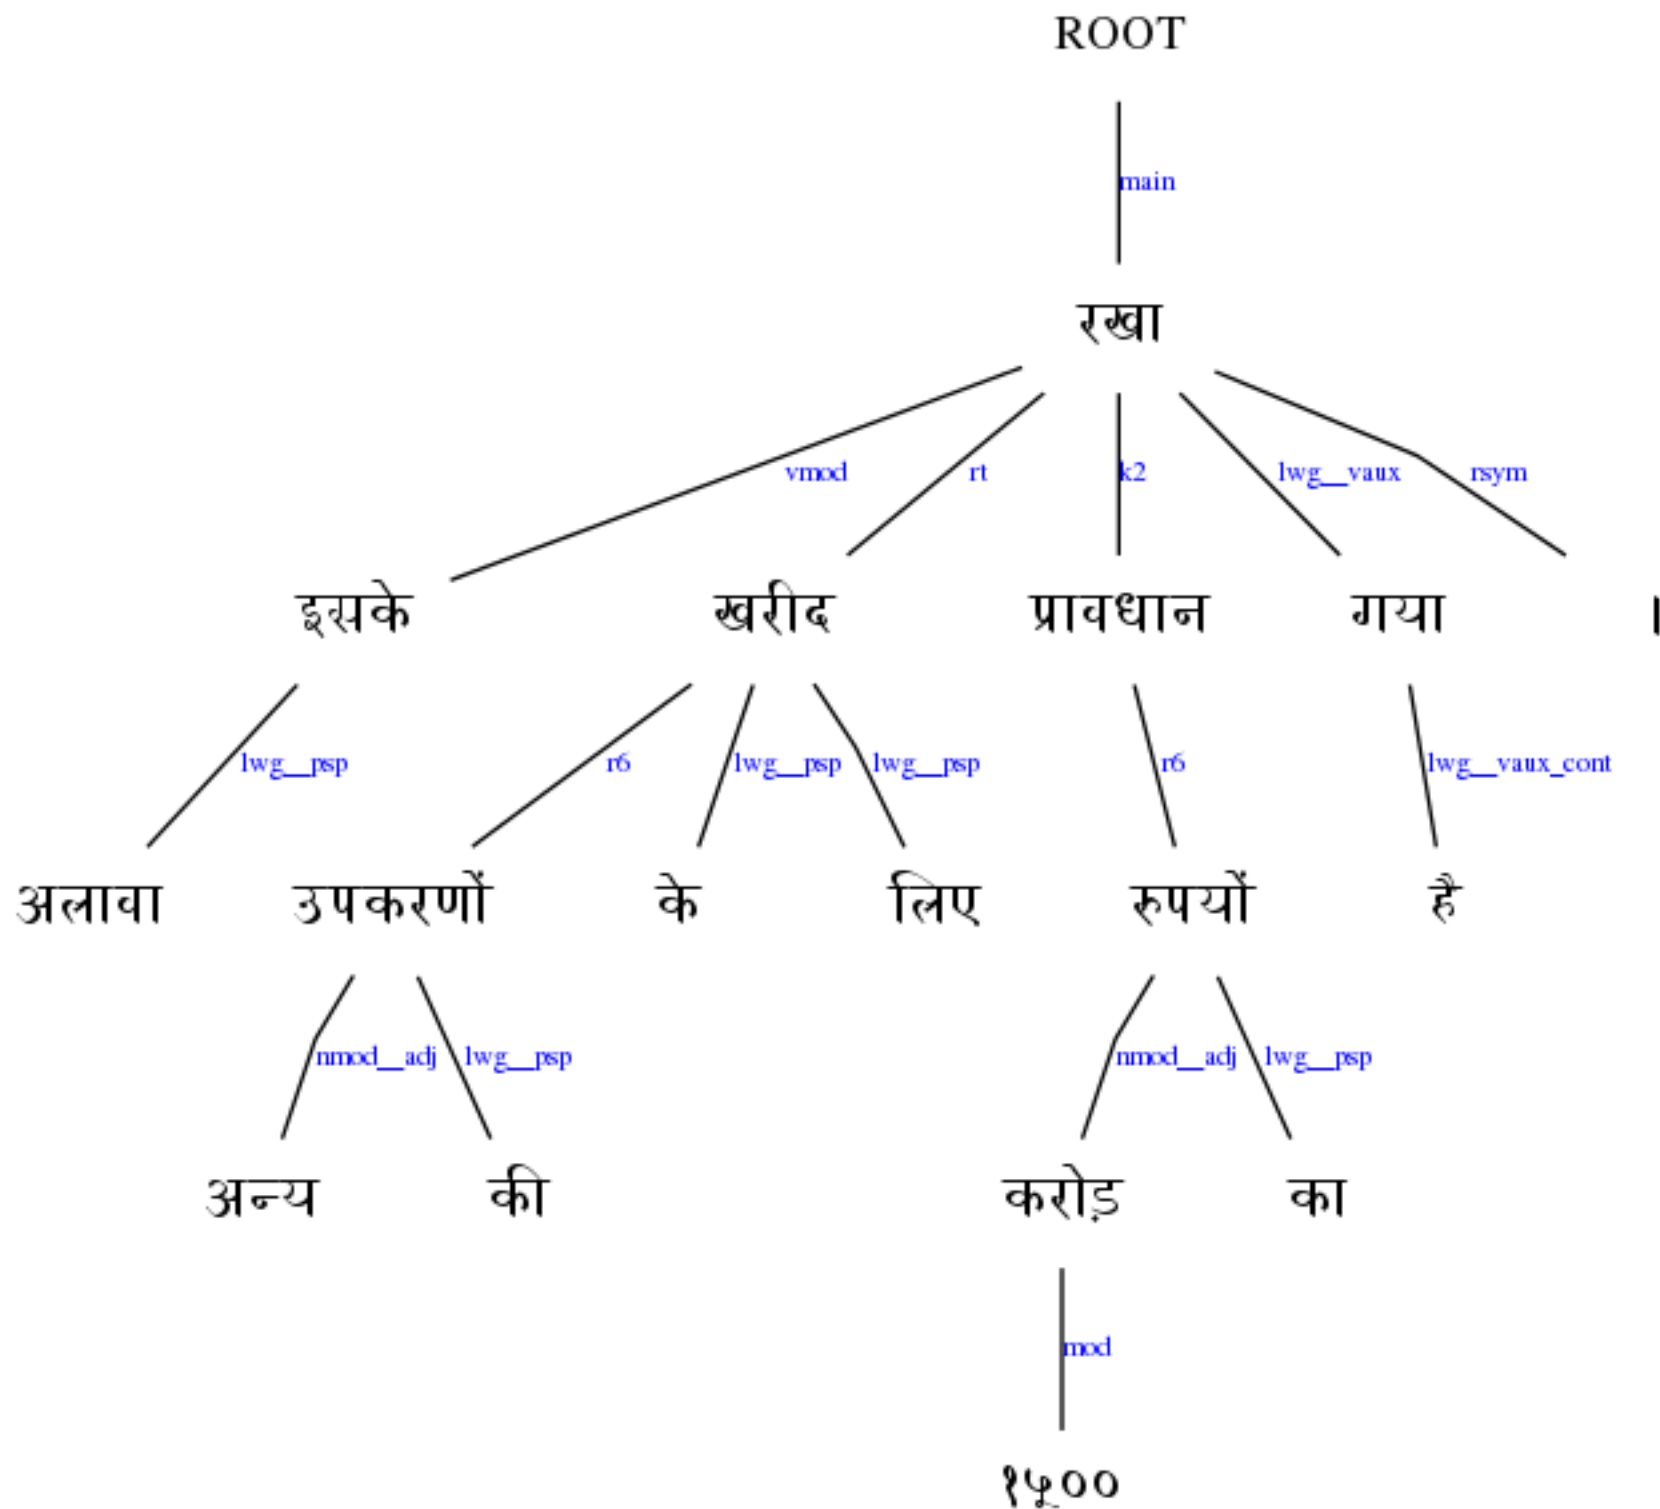 ROOT
main
रखा
vmod rt k2 lwg__vaux rsym
इसके खरीद प्रावधान गया ।
lwg__psp r6 lwg__psp lwg__psp r6 lwg__vaux_cont
अलावा उपकरणों के लिए रुपयों है
nmod__adj lwg__psp nmod__adj lwg__psp
अन्य की करोड़ का
mod
१५००